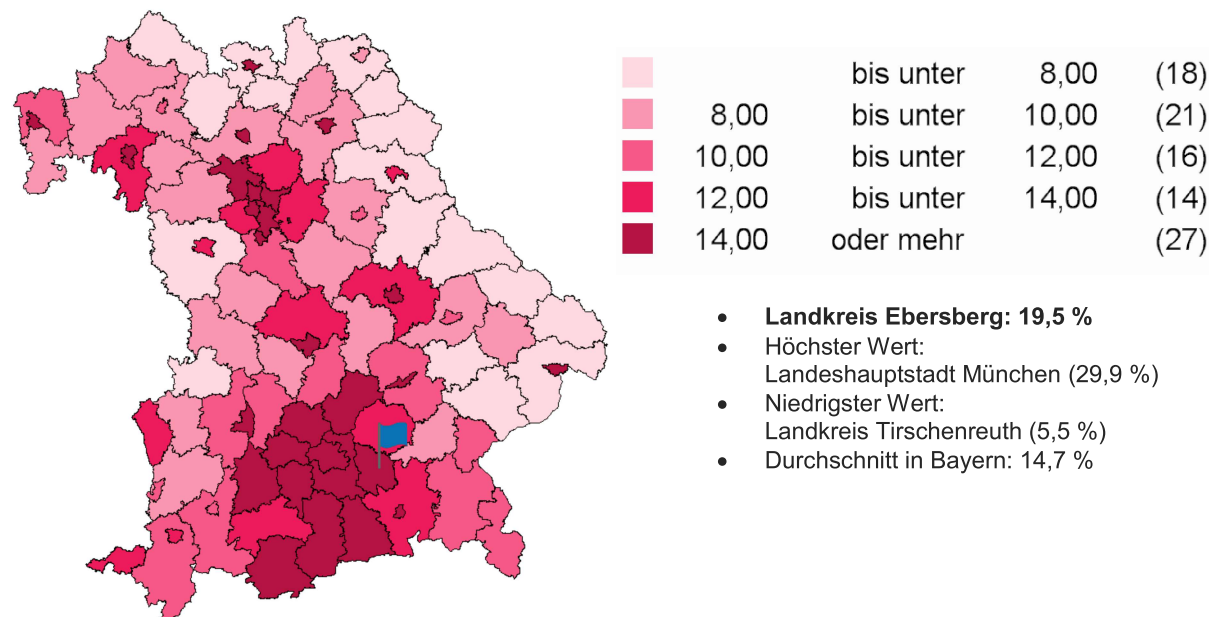 bis unter 8,00 (18)
8,00 bis unter 10,00 (21)
10,00 bis unter 12,00 (16)
12,00 bis unter 14,00 (14)
14,00 oder mehr (27)
• Landkreis Ebersberg: 19,5 %
• Höchster Wert:
Landeshauptstadt München (29,9 %)
• Niedrigster Wert:
Landkreis Tirschenreuth (5,5 %)
• Durchschnitt in Bayern: 14,7 %